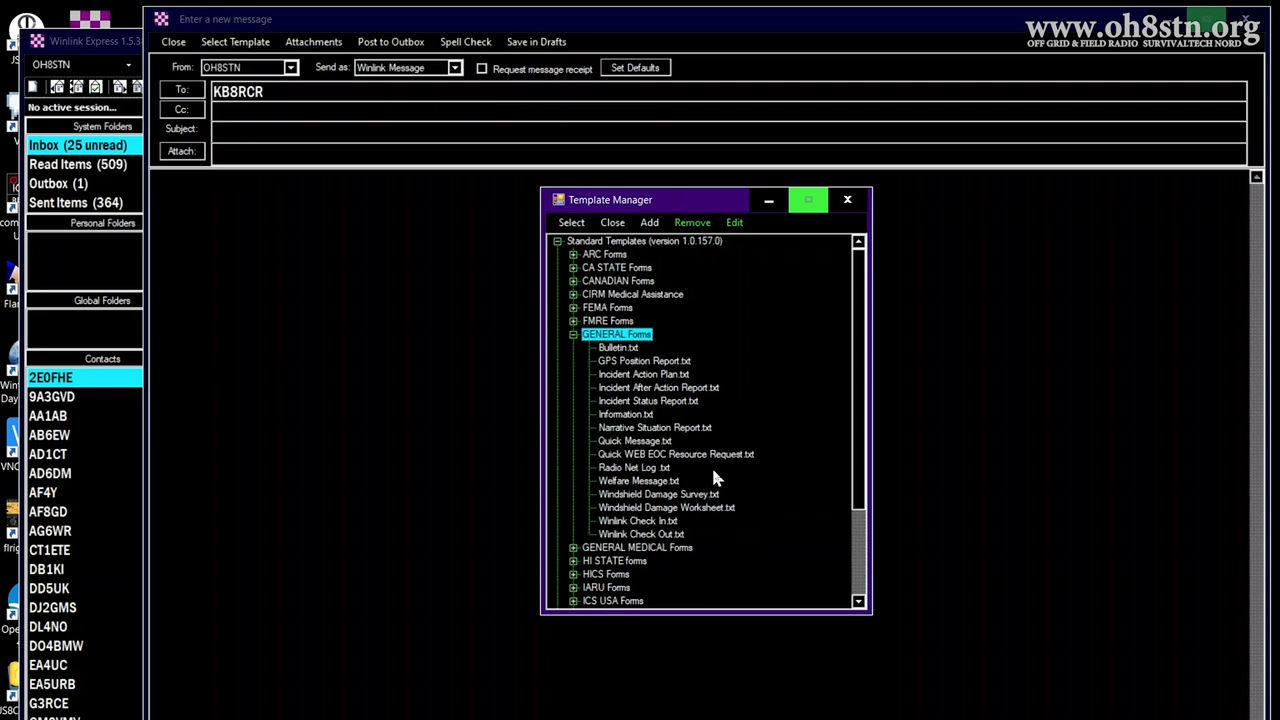 www.oh8stn.org
OFF GRID & FIELD RADIO SURVIVALTECH NORD
Enter a new message
Close Select Template Attachments Post to Outbox Spell Check Save in Drafts
From: OH8STN Send as: Winlink Message Request message receipt Set Defaults
To: KB8RCR
Cc:
Subject:
Attach:
Winlink Express 1.5.3
OH8STN
No active session...
System Folders
Inbox (25 unread)
Read Items (509)
Outbox (1)
Sent Items (364)
Personal Folders
Global Folders
Contacts
2E0FHE
9A3GVD
AA1AB
AB6EW
AD1CT
AD6DM
AF4Y
AF8GD
AG6WR
CT1ETE
DB1KI
DD5UK
DJ2GMS
DL4NO
DO4BMW
EA4UC
EA5URB
G3RCE
Template Manager
Select Close Add Remove Edit
Standard Templates (version 1.0.157.0)
ARC Forms
CA STATE Forms
CANADIAN Forms
CIRM Medical Assistance
FEMA Forms
FMRE Forms
GENERAL Forms
Bulletin.txt
GPS Position Report.txt
Incident Action Plan.txt
Incident After Action Report.txt
Incident Status Report.txt
Information.txt
Narrative Situation Report.txt
Quick Message.txt
Quick WEB EOC Resource Request.txt
Radio Net Log .txt
Welfare Message.txt
Windshield Damage Survey.txt
Windshield Damage Worksheet.txt
Winlink Check In.txt
Winlink Check Out.txt
GENERAL MEDICAL Forms
HI STATE forms
HICS Forms
IARU Forms
ICS USA Forms